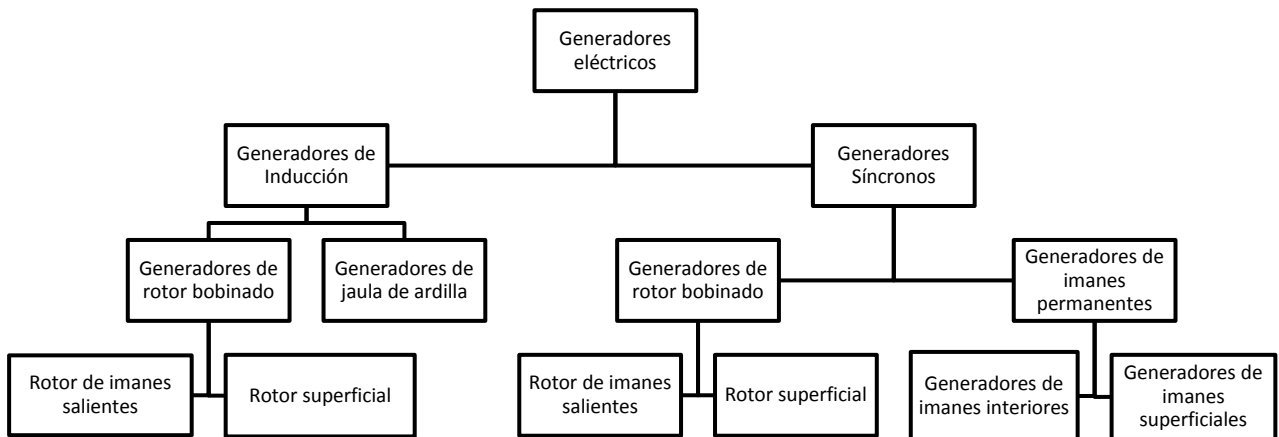 Generadores
eléctricos
Generadores de
Inducción
Generadores
Síncronos
Generadores de
rotor bobinado
Generadores de
jaula de ardilla
Generadores de
rotor bobinado
Generadores de
imanes
permanentes
Rotor de imanes
salientes
Rotor superficial
Rotor de imanes
salientes
Rotor superficial
Generadores de
imanes interiores
Generadores de
imanes
superficiales